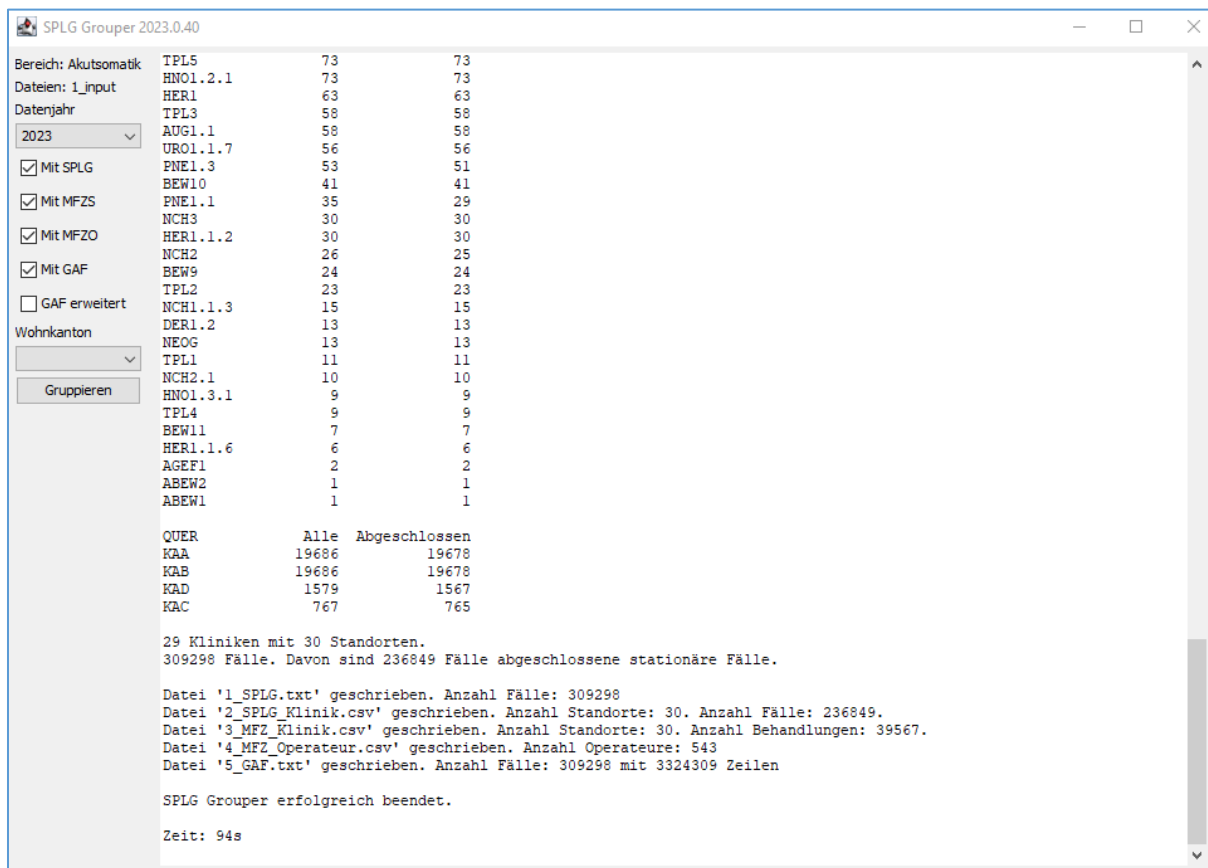 SPLG Grouper 2023.0.40
Bereich: Akutsomatik
Dateien: 1_input
Datenjahr
2023
Mit SPLG
Mit MFZS
Mit MFZO
Mit GAF
GAF erweitert
Wohnkanton
Gruppieren
TPL5 73 73
HNO1.2.1 73 73
HER1 63 63
TPL3 58 58
AUG1.1 58 58
URO1.1.7 56 56
PNE1.3 53 51
BEW10 41 41
PNE1.1 35 29
NCH3 30 30
HER1.1.2 30 30
NCH2 26 25
BEW9 24 24
TPL2 23 23
NCH1.1.3 15 15
DER1.2 13 13
NEOG 13 13
TPL1 11 11
NCH2.1 10 10
HNO1.3.1 9 9
TPL4 9 9
BEW11 7 7
HER1.1.6 6 6
AGEF1 2 2
ABEW2 1 1
ABEW1 1 1
QUER Alle Abgeschlossen
KAA 19686 19678
KAB 19686 19678
KAD 1579 1567
KAC 767 765
29 Kliniken mit 30 Standorten.
309298 Fälle. Davon sind 236849 Fälle abgeschlossene stationäre Fälle.
Datei '1_SPLG.txt' geschrieben. Anzahl Fälle: 309298
Datei '2_SPLG_Klinik.csv' geschrieben. Anzahl Standorte: 30. Anzahl Fälle: 236849.
Datei '3_MFZ_Klinik.csv' geschrieben. Anzahl Standorte: 30. Anzahl Behandlungen: 39567.
Datei '4_MFZ_Operateur.csv' geschrieben. Anzahl Operateure: 543
Datei '5_GAF.txt' geschrieben. Anzahl Fälle: 309298 mit 3324309 Zeilen
SPLG Grouper erfolgreich beendet.
Zeit: 94s